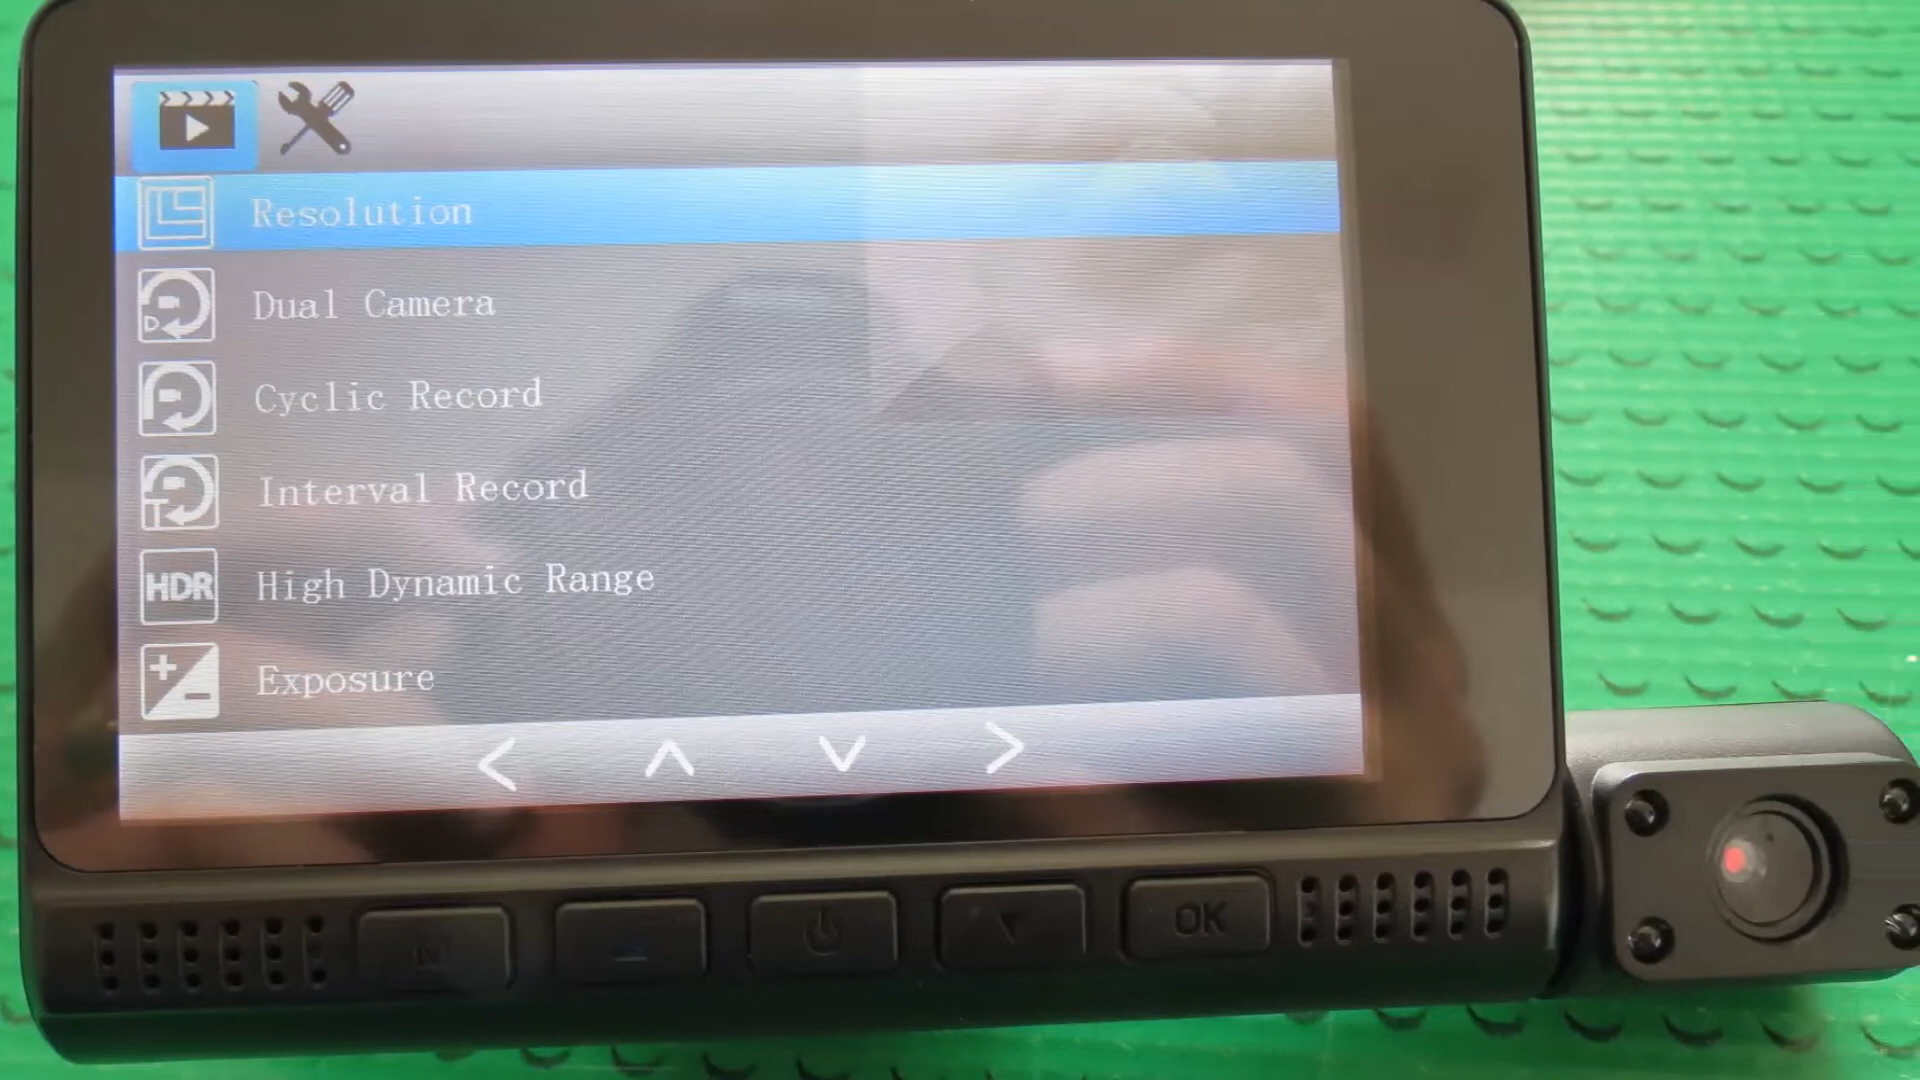 Resolution
D Dual Camera
Cyclic Record
T Interval Record
HDR High Dynamic Range
Exposure
OK